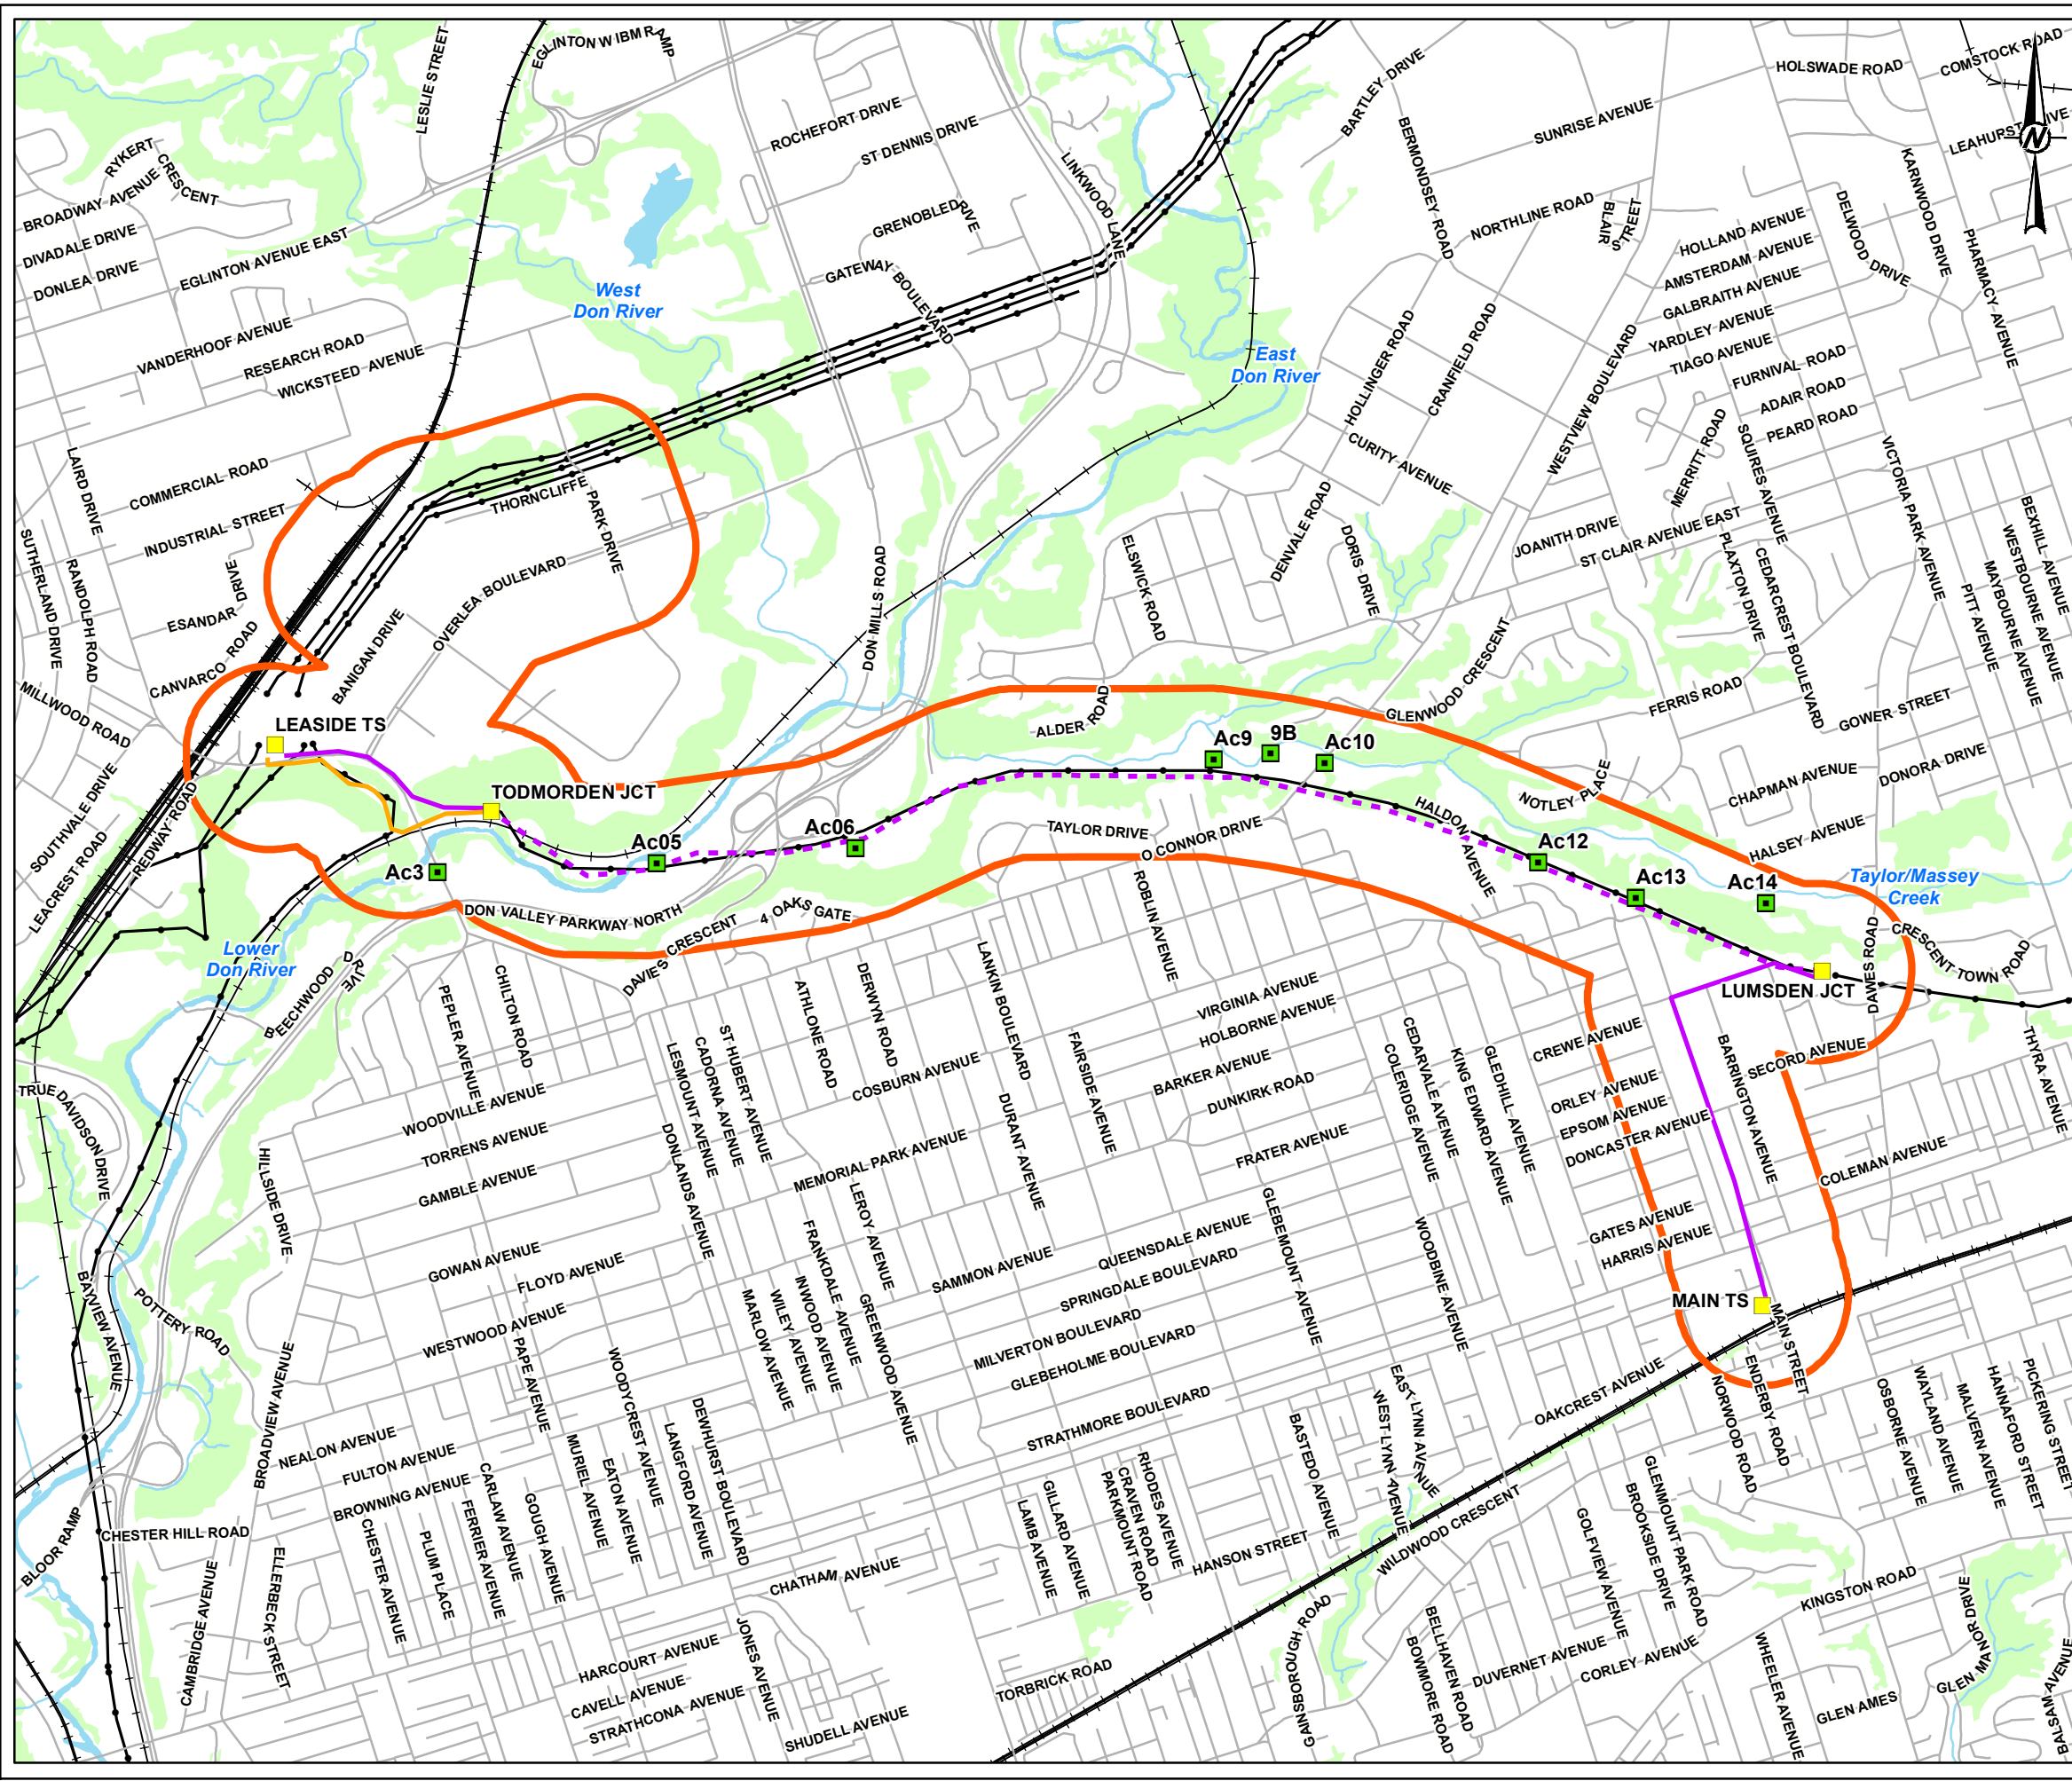 LESLIE STREET
EGLINTON W IBM RAMP
ROCHEFORT DRIVE
ST DENNIS DRIVE
LINKWOOD LANE
BARTLEY DRIVE
BERMONDSEY ROAD
HOLSWADE ROAD
COMSTOCK ROAD
SUNRISE AVENUE
LEAHURST DRIVE
N
RYKERT
CRESCENT
BROADWAY AVENUE
DIVADALE DRIVE
DONLEA DRIVE
EGLINTON AVENUE EAST
GRENOBLE DRIVE
GATEWAY BOULEVARD
NORTHLINE ROAD
BLAIR STREET
HOLLAND AVENUE
AMSTERDAM AVENUE
GALBRAITH AVENUE
YARDLEY AVENUE
TIAGO AVENUE
DELWOOD DRIVE
KARNWOOD DRIVE
PHARMACY AVENUE
West
Don River
East
Don River
VANDERHOOF AVENUE
RESEARCH ROAD
WICKSTEED AVENUE
HOLLINGER ROAD
CRANFIELD ROAD
WESTVIEW BOULEVARD
FURNIVAL ROAD
ADAIR ROAD
PEARD ROAD
CURITY AVENUE
MERRITT ROAD
SQUIRES AVENUE
VICTORIA PARK AVENUE
LAIRD DRIVE
COMMERCIAL ROAD
INDUSTRIAL STREET
THORNCLIFFE
PARK DRIVE
DENVALE ROAD
DORIS DRIVE
JOANITH DRIVE
ST CLAIR AVENUE EAST
PLAXTON DRIVE
CEDARCREST BOULEVARD
BEXHILL AVENUE
WESTBOURNE AVENUE
MAYBOURNE AVENUE
PITT AVENUE
SUTHERLAND DRIVE
RANDOLPH ROAD
ESANDAR DRIVE
CANVARCO ROAD
BANIGAN DRIVE
OVERLEA BOULEVARD
DON MILLS ROAD
ELSWICK ROAD
GLENWOOD CRESCENT
FERRIS ROAD
GOWER STREET
MILLWOOD ROAD
LEASIDE TS
ALDER ROAD
Ac9
9B
Ac10
NOTLEY PLACE
CHAPMAN AVENUE
DONORA DRIVE
SOUTHVALE DRIVE
REDWAY ROAD
LEACREST ROAD
TODMORDEN JCT
Ac3
Ac05
Ac06
TAYLOR DRIVE
O CONNOR DRIVE
HALDON AVENUE
Ac12
Ac13
Ac14
HALSEY AVENUE
Taylor/Massey
Creek
DON VALLEY PARKWAY NORTH
DAVIES CRESCENT
4 OAKS GATE
ROBLIN AVENUE
LUMSDEN JCT
DAWES ROAD
CRESCENT TOWN ROAD
Lower
Don River
BEECHWOOD DRIVE
PEPLER AVENUE
CHILTON ROAD
ATHLONE ROAD
DERWYN ROAD
LANKIN BOULEVARD
VIRGINIA AVENUE
HOLBORNE AVENUE
BARKER AVENUE
DUNKIRK ROAD
FAIRSIDE AVENUE
COSBURN AVENUE
LESMOUNT AVENUE
CADORNA AVENUE
ST HUBERT AVENUE
CEDARVALE AVENUE
COLERIDGE AVENUE
KING EDWARD AVENUE
GLEDHILL AVENUE
CREWE AVENUE
ORLEY AVENUE
EPSOM AVENUE
DONCASTER AVENUE
BARRINGTON AVENUE
SECORD AVENUE
THYRA AVENUE
TRUE DAVIDSON DRIVE
WOODVILLE AVENUE
TORRENS AVENUE
GAMBLE AVENUE
HILLSIDE DRIVE
DONLANDS AVENUE
MEMORIAL PARK AVENUE
DURANT AVENUE
FRATER AVENUE
COLEMAN AVENUE
GATES AVENUE
HARRIS AVENUE
LEROY AVENUE
FRANKDALE AVENUE
INWOOD AVENUE
WILEY AVENUE
MARLOW AVENUE
GREENWOOD AVENUE
SAMMON AVENUE
QUEENSDALE AVENUE
SPRINGDALE BOULEVARD
MILVERTON BOULEVARD
GLEBEHOLME BOULEVARD
STRATHMORE BOULEVARD
GLEBEMOUNT AVENUE
WOODBINE AVENUE
MAIN TS
MAIN STREET
GOWAN AVENUE
FLOYD AVENUE
WESTWOOD AVENUE
BAYVIEW AVENUE
POTTERY ROAD
BROADVIEW AVENUE
PAPE AVENUE
WOODYCREST AVENUE
DEWHURST BOULEVARD
LANGFORD AVENUE
EATON AVENUE
MURIEL AVENUE
NEALON AVENUE
FULTON AVENUE
BROWNING AVENUE
CARLAW AVENUE
FERRIER AVENUE
GOUGH AVENUE
PLUM PLACE
CHESTER AVENUE
OAKCREST AVENUE
NORWOOD ROAD
ENDERBY ROAD
OSBORNE AVENUE
WAYLAND AVENUE
MALVERN AVENUE
HANNAFORD STREET
PICKERING STREET
EAST LYNN AVENUE
WEST LYNN AVENUE
BASTEDO AVENUE
WILDWOOD CRESCENT
HANSON STREET
RHODES AVENUE
CRAVEN ROAD
PARKMOUNT ROAD
GILLARD AVENUE
LAMB AVENUE
GLENMOUNT PARK ROAD
BROOKSIDE DRIVE
GOLFVIEW AVENUE
KINGSTON ROAD
BLOOR RAMP
CHESTER HILL ROAD
CAMBRIDGE AVENUE
ELLERBECK STREET
CHATHAM AVENUE
JONES AVENUE
HARCOURT AVENUE
CAVELL AVENUE
STRATHCONA AVENUE
SHUDELL AVENUE
TORBRICK ROAD
GAINSBOROUGH ROAD
BELLHAVEN ROAD
BOWMORE ROAD
DUVERNET AVENUE
CORLEY AVENUE
WHEELER AVENUE
GLEN AMES
GLEN MANOR DRIVE
BALSAM AVENUE